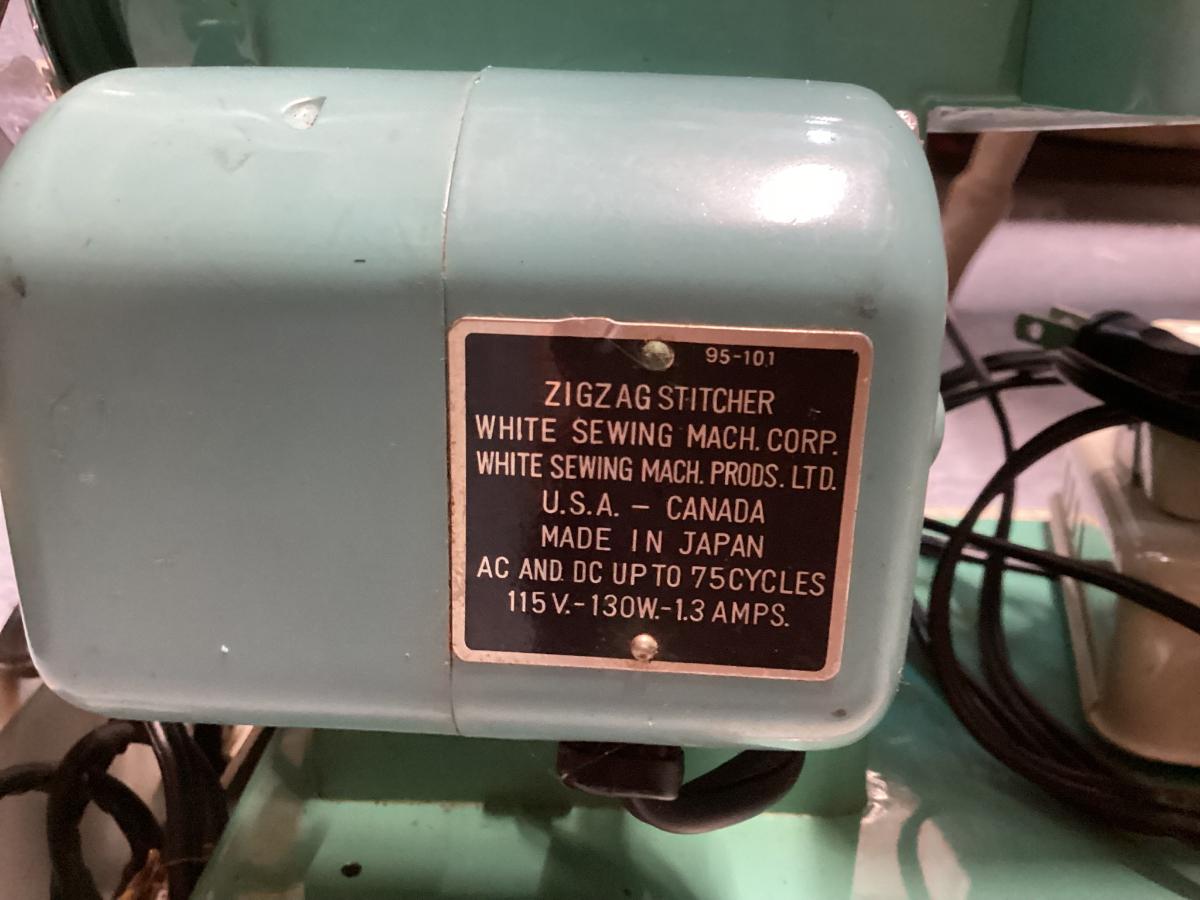 95-101
ZIGZAG STITCHER
WHITE SEWING MACH. CORP.
WHITE SEWING MACH. PRODS. LTD.
U.S.A. – CANADA
MADE IN JAPAN
AC AND. DC UP TO 75 CYCLES
115 V.-130W.-1.3 AMPS.